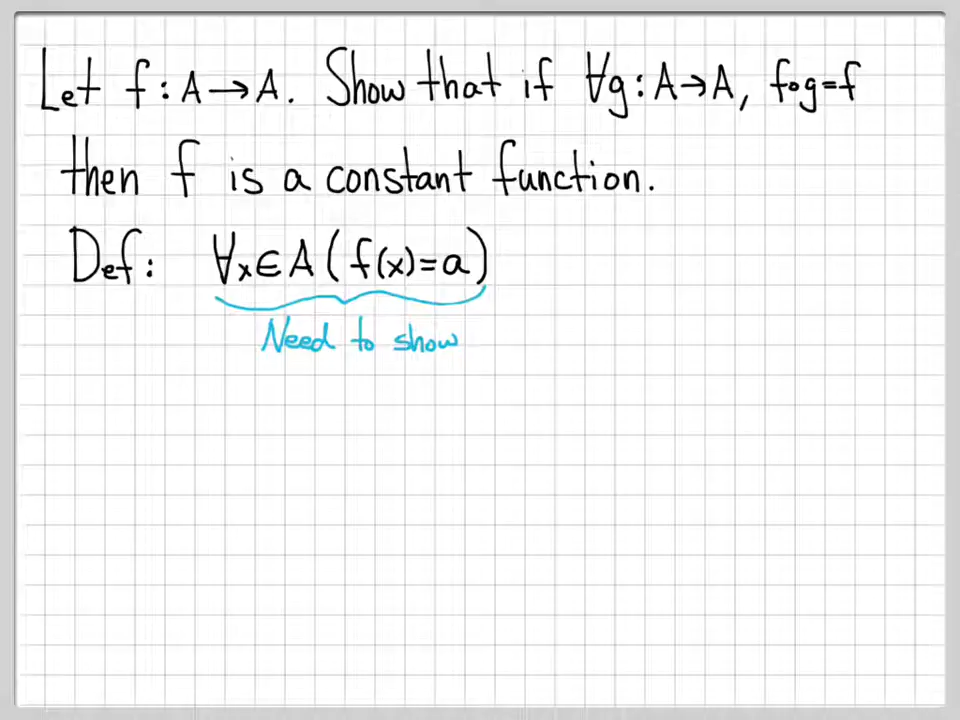 Let f : A → A. Show that if ∀g : A → A, f∘g = f
then f is a constant function.
Def: ∀x ∈ A ( f(x) = a )
Need to show